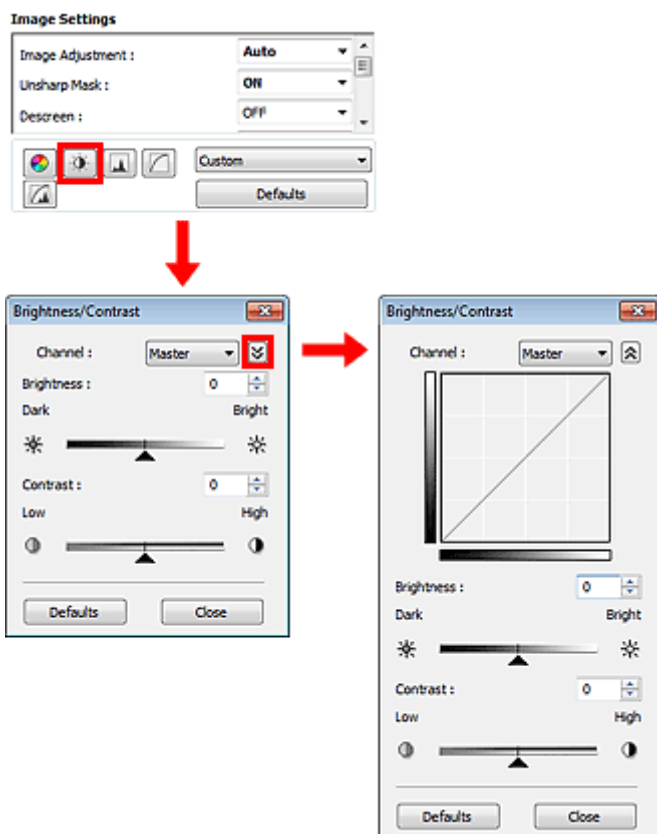 Image Settings
Image Adjustment : Auto
Unsharp Mask : ON
Descreen : OFF
Custom
Defaults
Brightness/Contrast
Channel : Master
Brightness : 0
Dark Bright
Contrast : 0
Low High
Defaults Close
Brightness/Contrast
Channel : Master
Brightness : 0
Dark Bright
Contrast : 0
Low High
Defaults Close